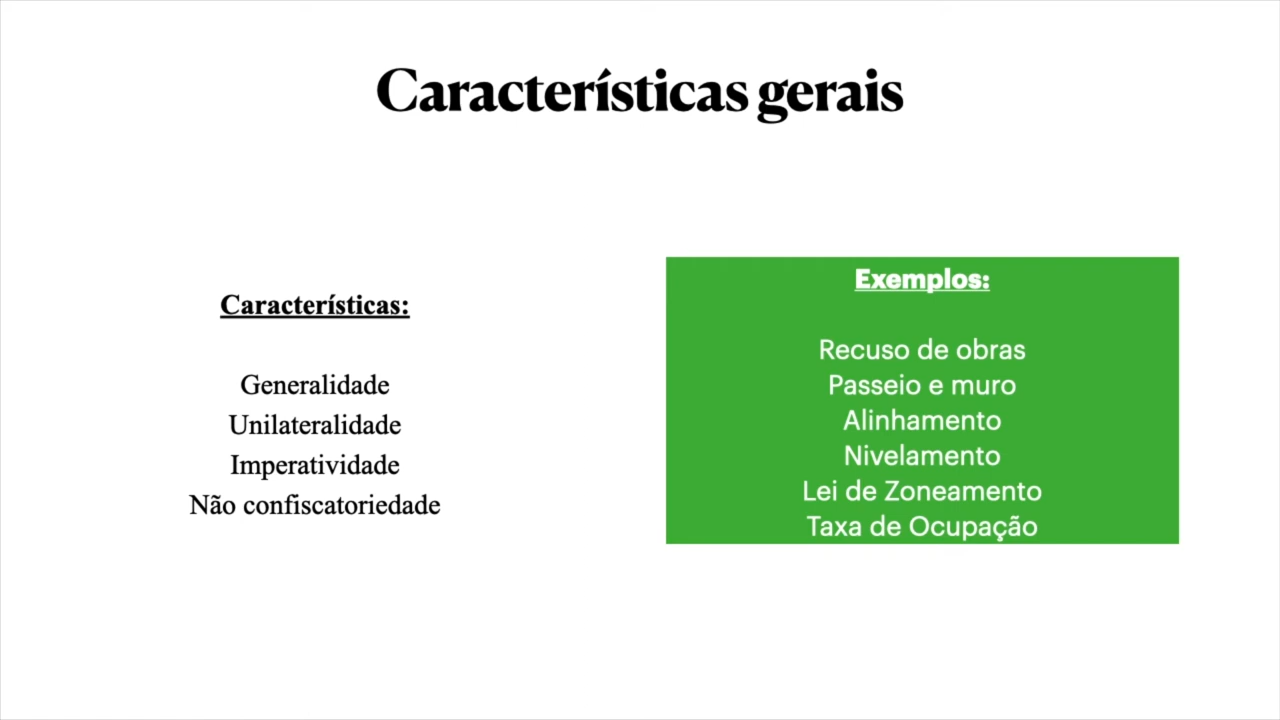 Características gerais
Características:
Generalidade
Unilateralidade
Imperatividade
Não confiscatoriedade
Exemplos:
Recuso de obras
Passeio e muro
Alinhamento
Nivelamento
Lei de Zoneamento
Taxa de Ocupação